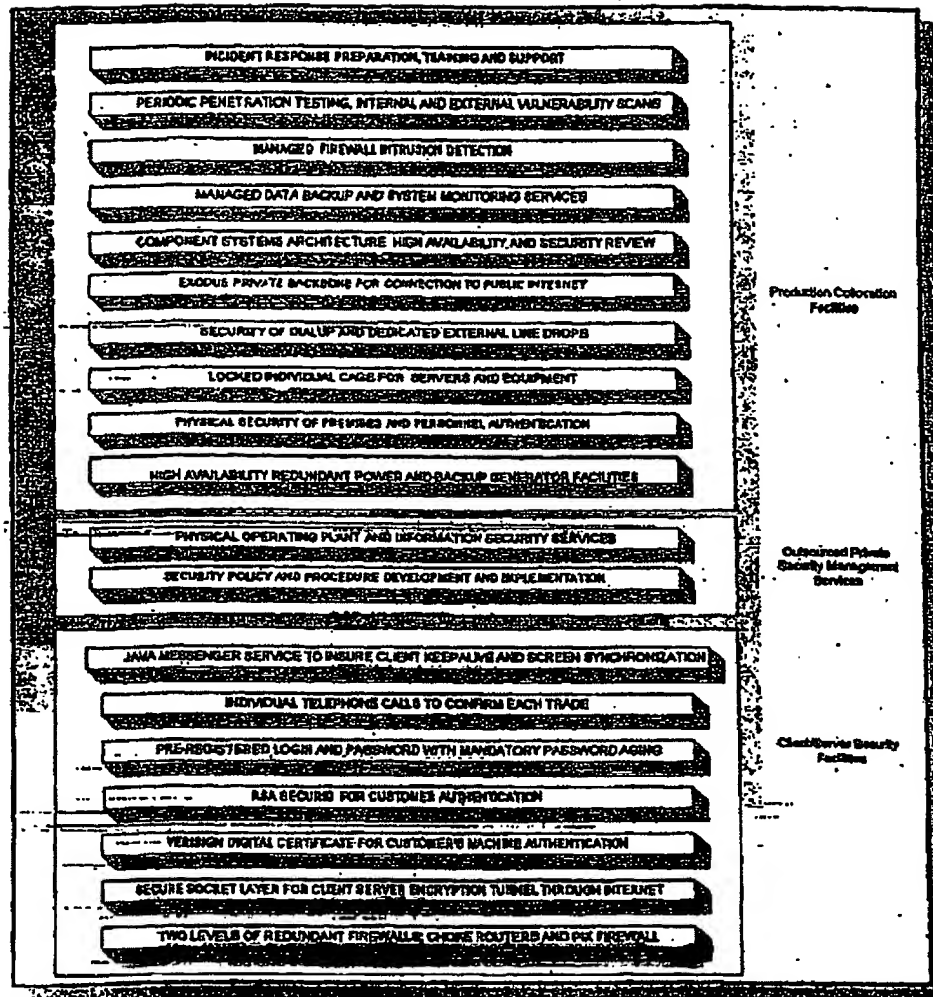 INCIDENT RESPONSE PREPARATION, TRAINING AND SUPPORT
PERIODIC PENETRATION TESTING, INTERNAL AND EXTERNAL VULNERABILITY SCANS
MANAGED FIREWALL INTRUSION DETECTION
MANAGED DATA BACKUP AND SYSTEM MONITORING SERVICES
COMPONENT SYSTEMS ARCHITECTURE HIGH AVAILABILITY, AND SECURITY REVIEW
EXODUS PRIVATE BACKBONE FOR CONNECTION TO PUBLIC INTERNET
Production Colocation
Facilities
SECURITY OF DIALUP AND DEDICATED EXTERNAL LINE DROPS
LOCKED INDIVIDUAL CAGE FOR SERVERS AND EQUIPMENT
PHYSICAL SECURITY OF PREMISES AND PERSONNEL AUTHENTICATION
HIGH AVAILABILITY REDUNDANT POWER AND BACKUP GENERATOR FACILITIES
PHYSICAL OPERATING PLANT AND INFORMATION SECURITY SERVICES
SECURITY POLICY AND PROCEDURE DEVELOPMENT AND IMPLEMENTATION
Outsourced Private
Security Management
Services
JAVA MESSENGER SERVICE TO INSURE CLIENT KEEPALIVE AND SCREEN SYNCHRONIZATION
INDIVIDUAL TELEPHONE CALLS TO CONFIRM EACH TRADE
PRE-REGISTERED LOGIN AND PASSWORD WITH MANDATORY PASSWORD AGING
Client/Server Security
Facilities
RSA SECURID FOR CUSTOMER AUTHENTICATION
VERISIGN DIGITAL CERTIFICATE FOR CUSTOMER'S MACHINE AUTHENTICATION
SECURE SOCKET LAYER FOR CLIENT SERVER ENCRYPTION TUNNEL THROUGH INTERNET
TWO LEVELS OF REDUNDANT FIREWALLS: CHOKE ROUTERS AND PIX FIREWALL